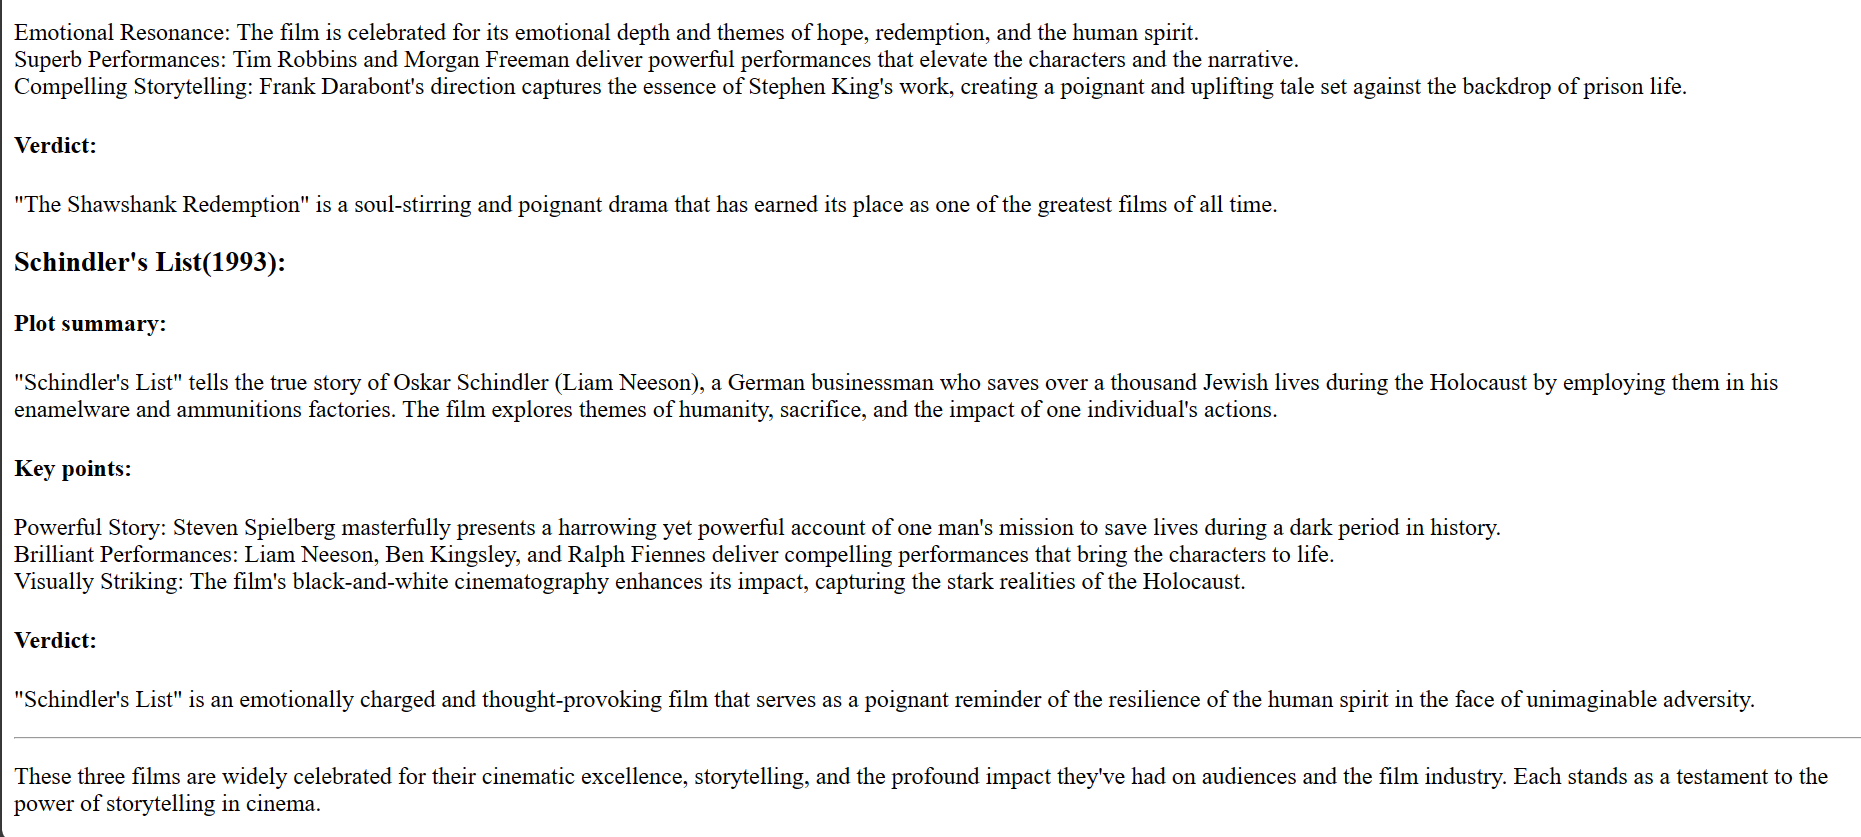 Emotional Resonance: The film is celebrated for its emotional depth and themes of hope, redemption, and the human spirit.
Superb Performances: Tim Robbins and Morgan Freeman deliver powerful performances that elevate the characters and the narrative.
Compelling Storytelling: Frank Darabont's direction captures the essence of Stephen King's work, creating a poignant and uplifting tale set against the backdrop of prison life.
Verdict:
"The Shawshank Redemption" is a soul-stirring and poignant drama that has earned its place as one of the greatest films of all time.
Schindler's List(1993):
Plot summary:
"Schindler's List" tells the true story of Oskar Schindler (Liam Neeson), a German businessman who saves over a thousand Jewish lives during the Holocaust by employing them in his
enamelware and ammunitions factories. The film explores themes of humanity, sacrifice, and the impact of one individual's actions.
Key points:
Powerful Story: Steven Spielberg masterfully presents a harrowing yet powerful account of one man's mission to save lives during a dark period in history.
Brilliant Performances: Liam Neeson, Ben Kingsley, and Ralph Fiennes deliver compelling performances that bring the characters to life.
Visually Striking: The film's black-and-white cinematography enhances its impact, capturing the stark realities of the Holocaust.
Verdict:
"Schindler's List" is an emotionally charged and thought-provoking film that serves as a poignant reminder of the resilience of the human spirit in the face of unimaginable adversity.
These three films are widely celebrated for their cinematic excellence, storytelling, and the profound impact they've had on audiences and the film industry. Each stands as a testament to the
power of storytelling in cinema.